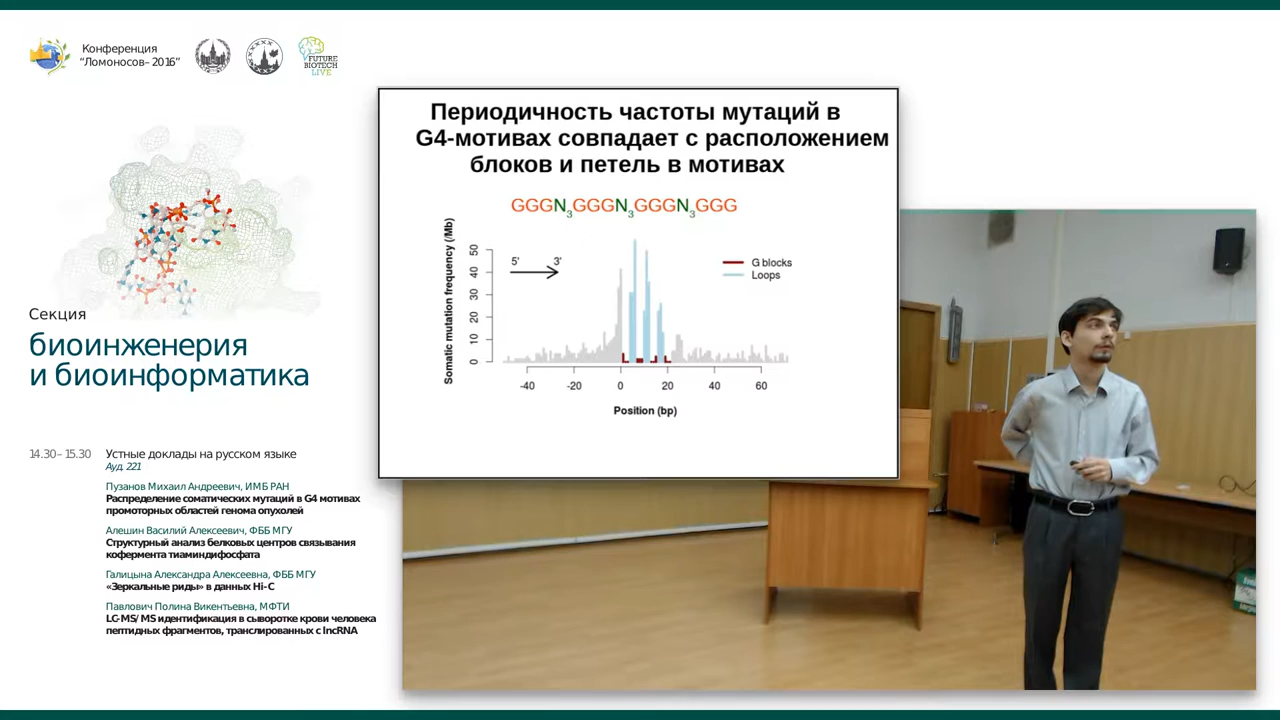 Конференция
“Ломоносов–2016”
FUTURE
BIOTECH
LIVE
Секция
биоинженерия
и биоинформатика
14.30–15.30 Устные доклады на русском языке
Ауд. 221
Пузанов Михаил Андреевич, ИМБ РАН
Распределение соматических мутаций в G4 мотивах
промоторных областей генома опухолей
Алешин Василий Алексеевич, ФББ МГУ
Структурный анализ белковых центров связывания
кофермента тиаминдифосфата
Галицына Александра Алексеевна, ФББ МГУ
«Зеркальные риды» в данных Hi-C
Павлович Полина Викентьевна, МФТИ
LC-MS/MS идентификация в сыворотке крови человека
пептидных фрагментов, транслированных с lncRNA
Периодичность частоты мутаций в
G4-мотивах совпадает с расположением
блоков и петель в мотивах
GGGN3GGGN3GGGN3GGG
Somatic mutation frequency (/Mb)
50
40
30
20
10
0
5' 3'
G blocks
Loops
-40 -20 0 20 40 60
Position (bp)